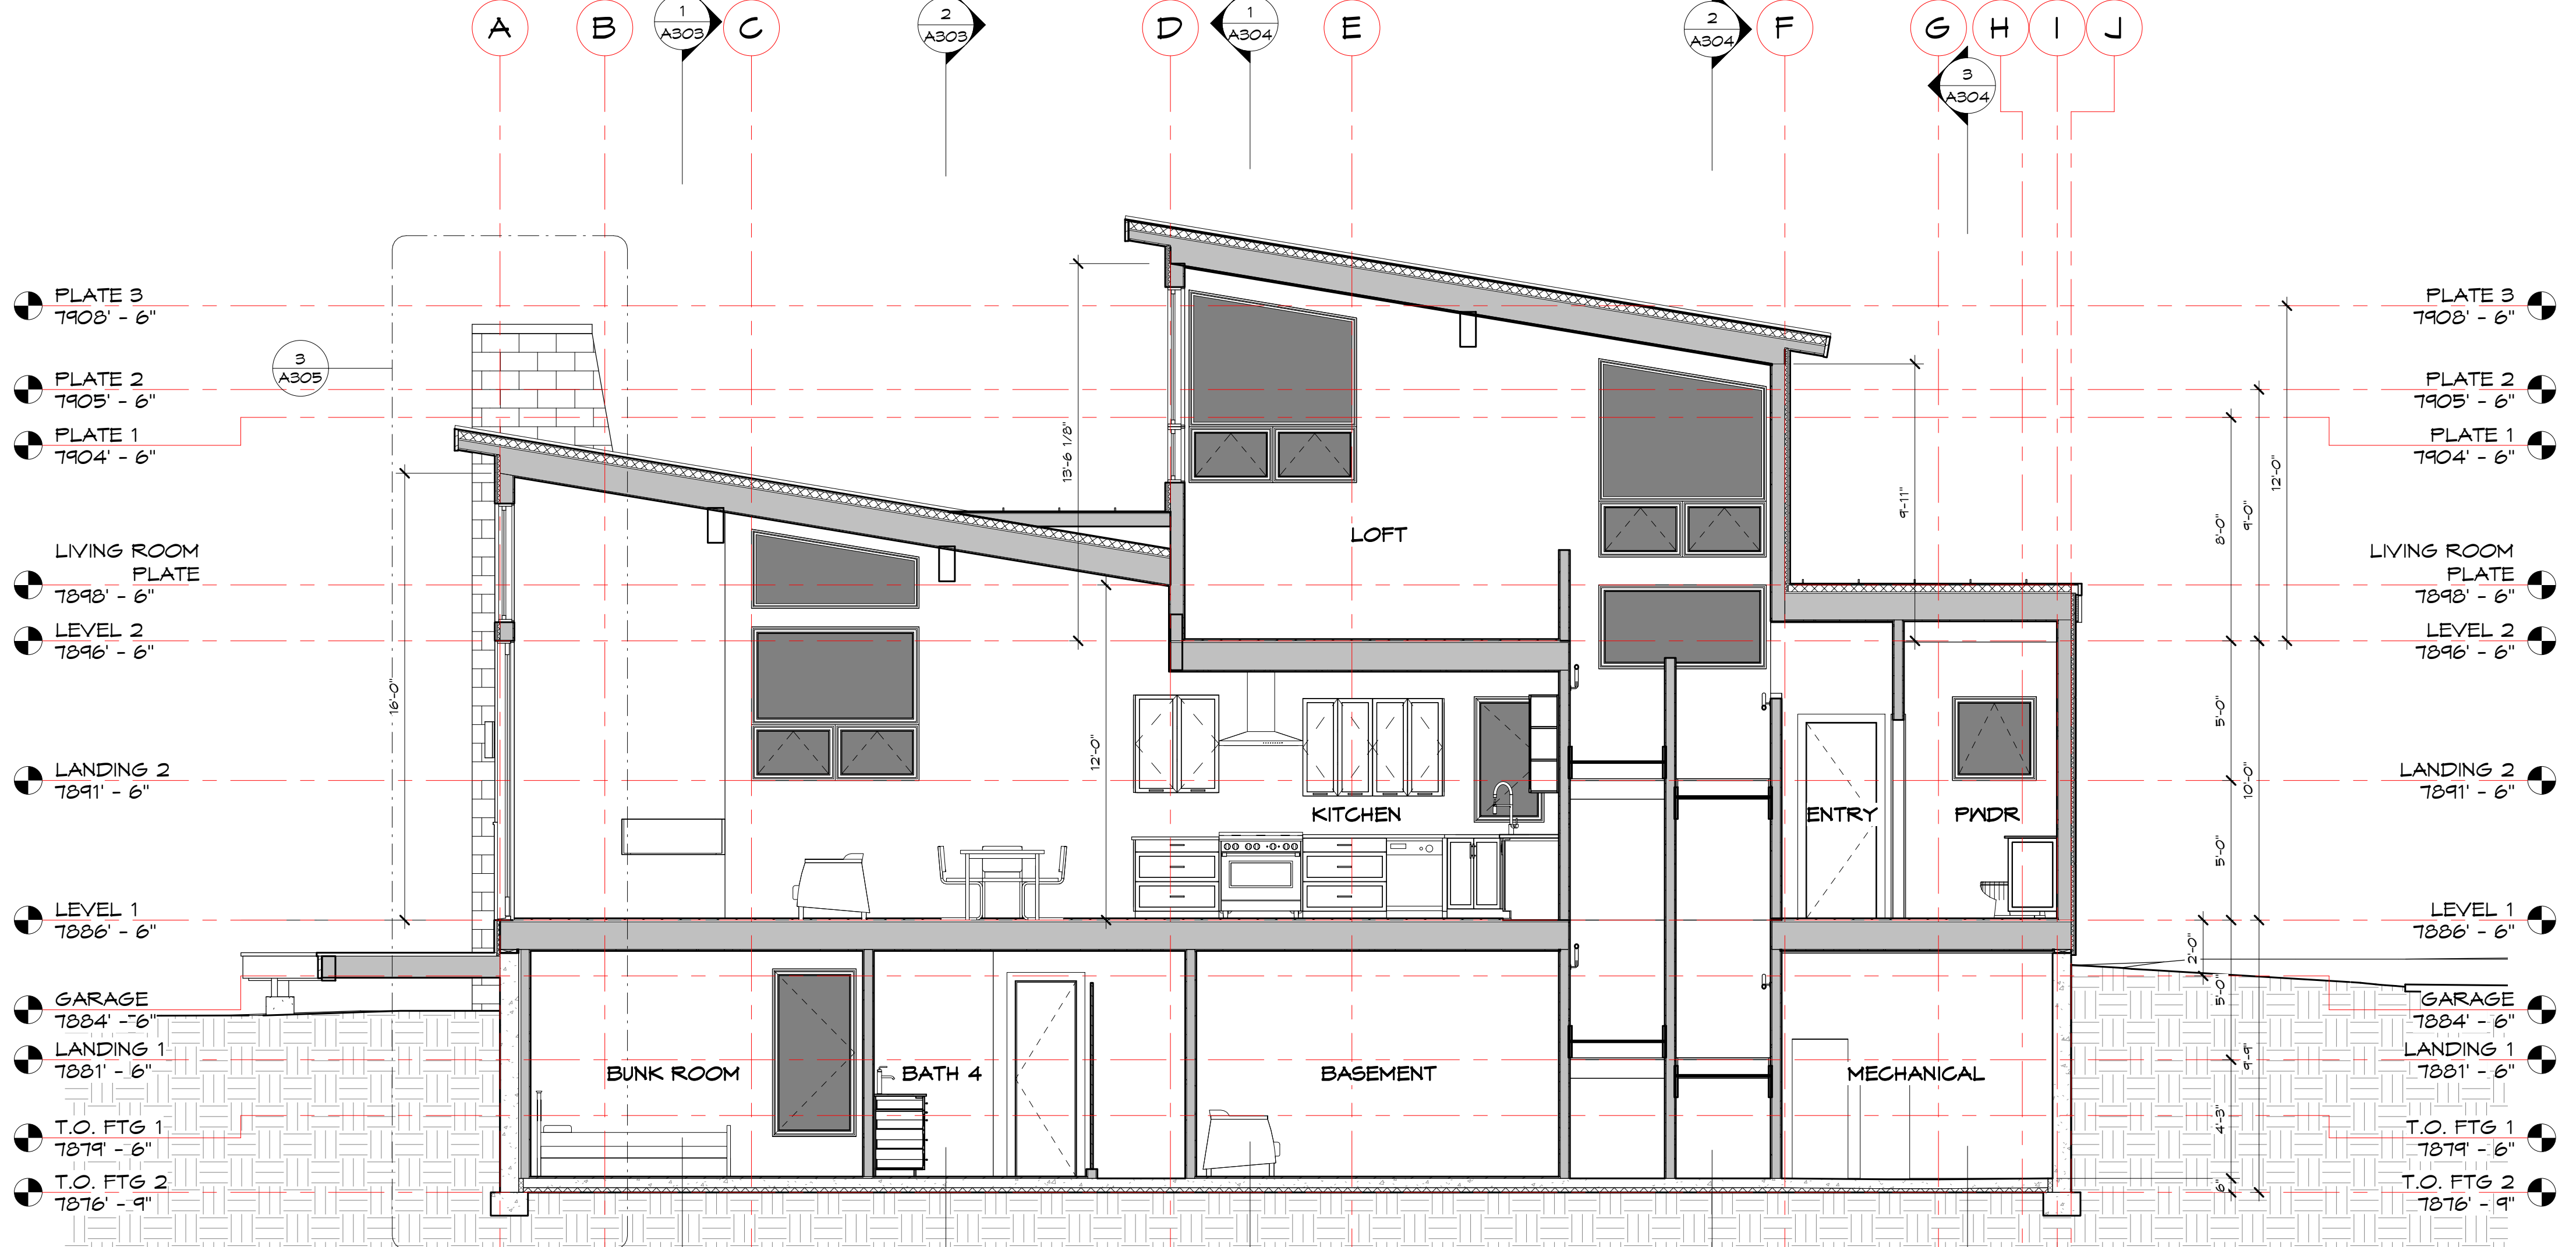 A
B
1
A303
C
2
A303
D
1
A304
E
2
A304
F
G
H
I
J
3
A304
PLATE 3
7908' - 6"
3
A305
PLATE 2
7905' - 6"
PLATE 1
7904' - 6"
LIVING ROOM
PLATE
7898' - 6"
LEVEL 2
7896' - 6"
LANDING 2
7891' - 6"
LEVEL 1
7886' - 6"
GARAGE
7884' - 6"
LANDING 1
7881' - 6"
T.O. FTG 1
7879' - 6"
T.O. FTG 2
7876' - 9"
16'-0"
13'-6 1/8"
12'-0"
LOFT
KITCHEN
ENTRY
PWDR
BUNK ROOM
BATH 4
BASEMENT
MECHANICAL
9'-11"
8'-0"
9'-0"
12'-0"
5'-0"
10'-0"
5'-0"
2'-0"
5'-0"
9'-9"
4'-3"
6"
PLATE 3
7908' - 6"
PLATE 2
7905' - 6"
PLATE 1
7904' - 6"
LIVING ROOM
PLATE
7898' - 6"
LEVEL 2
7896' - 6"
LANDING 2
7891' - 6"
LEVEL 1
7886' - 6"
GARAGE
7884' - 6"
LANDING 1
7881' - 6"
T.O. FTG 1
7879' - 6"
T.O. FTG 2
7876' - 9"